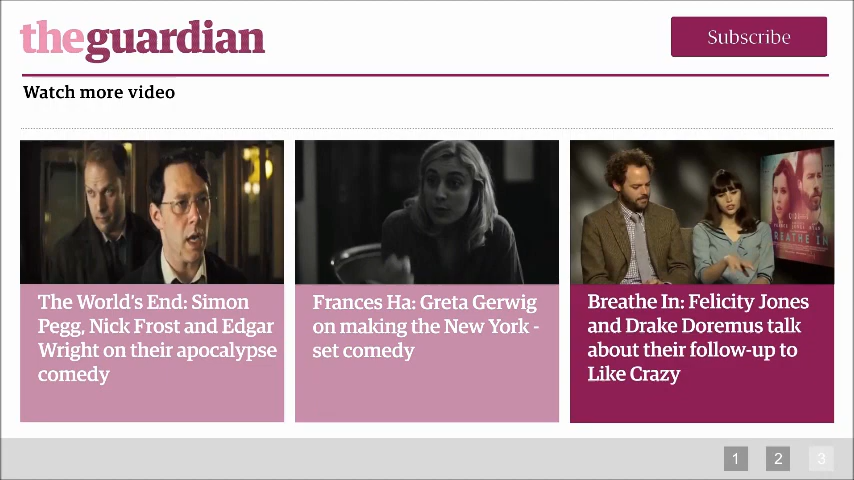 theguardian
Subscribe
Watch more video
BREATHE IN
The World's End: Simon
Pegg, Nick Frost and Edgar
Wright on their apocalypse
comedy
Frances Ha: Greta Gerwig
on making the New York -
set comedy
Breathe In: Felicity Jones
and Drake Doremus talk
about their follow-up to
Like Crazy
1 2 3